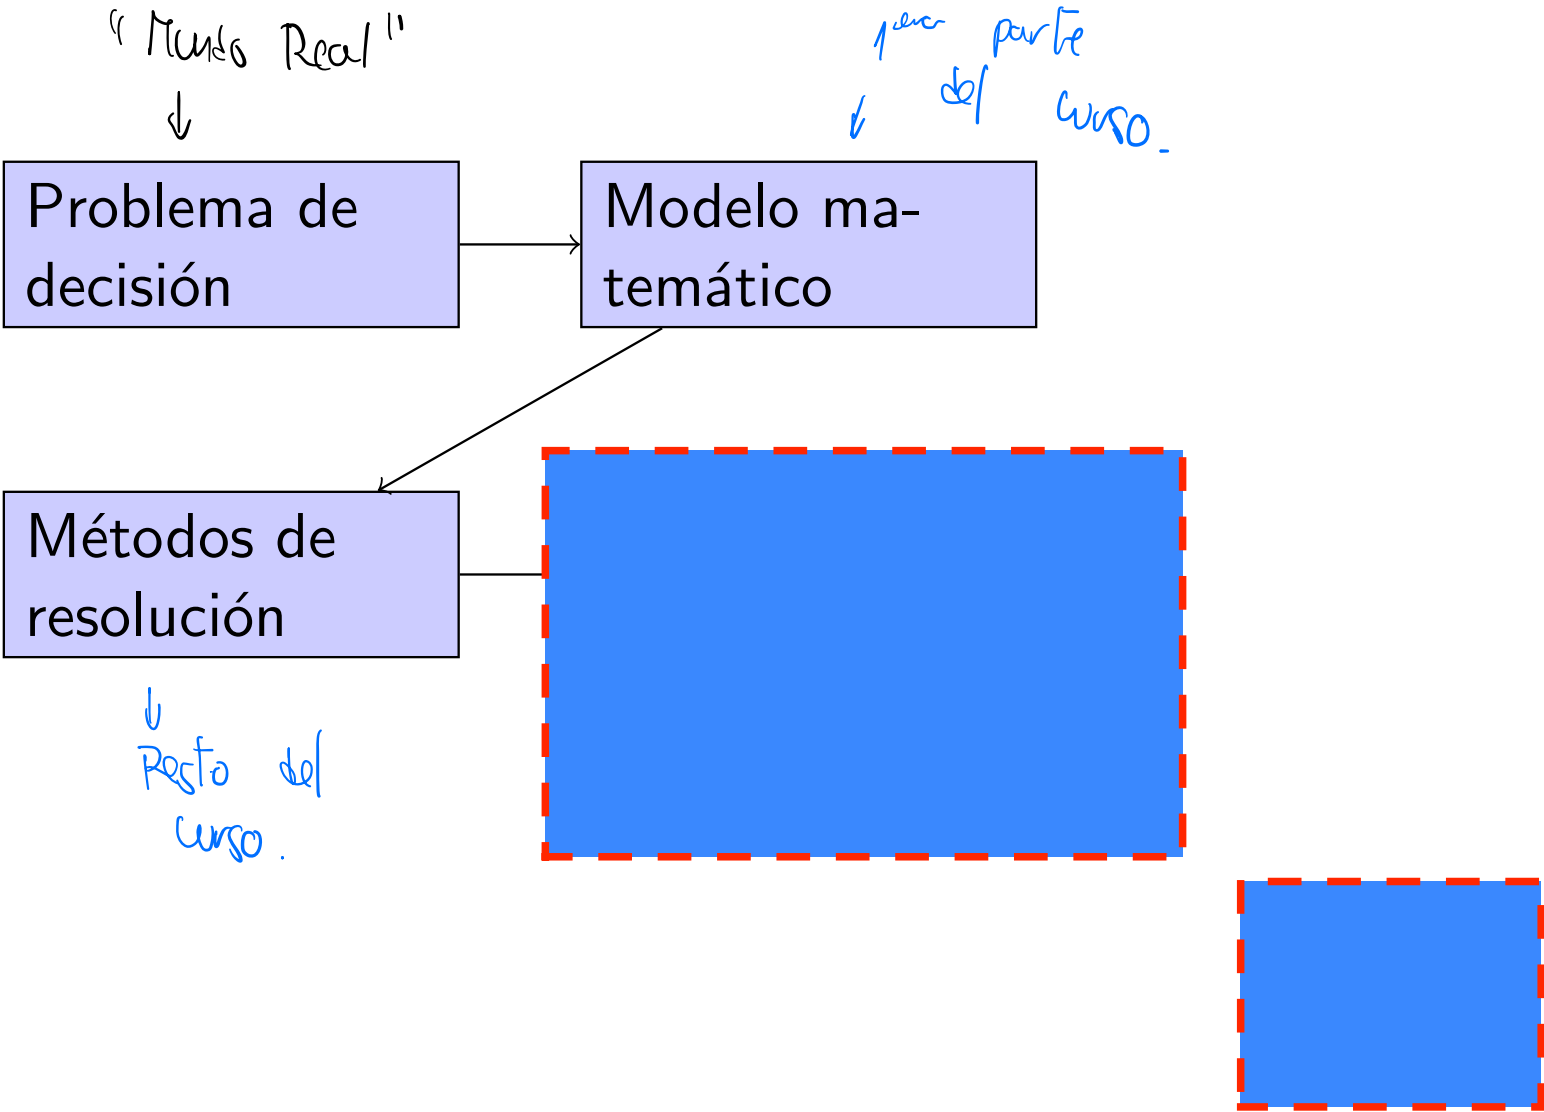 “Mundo Real"
1era parte
del curso.
Problema de
decisión
Modelo ma-
temático
Métodos de
resolución
Resto del
curso.